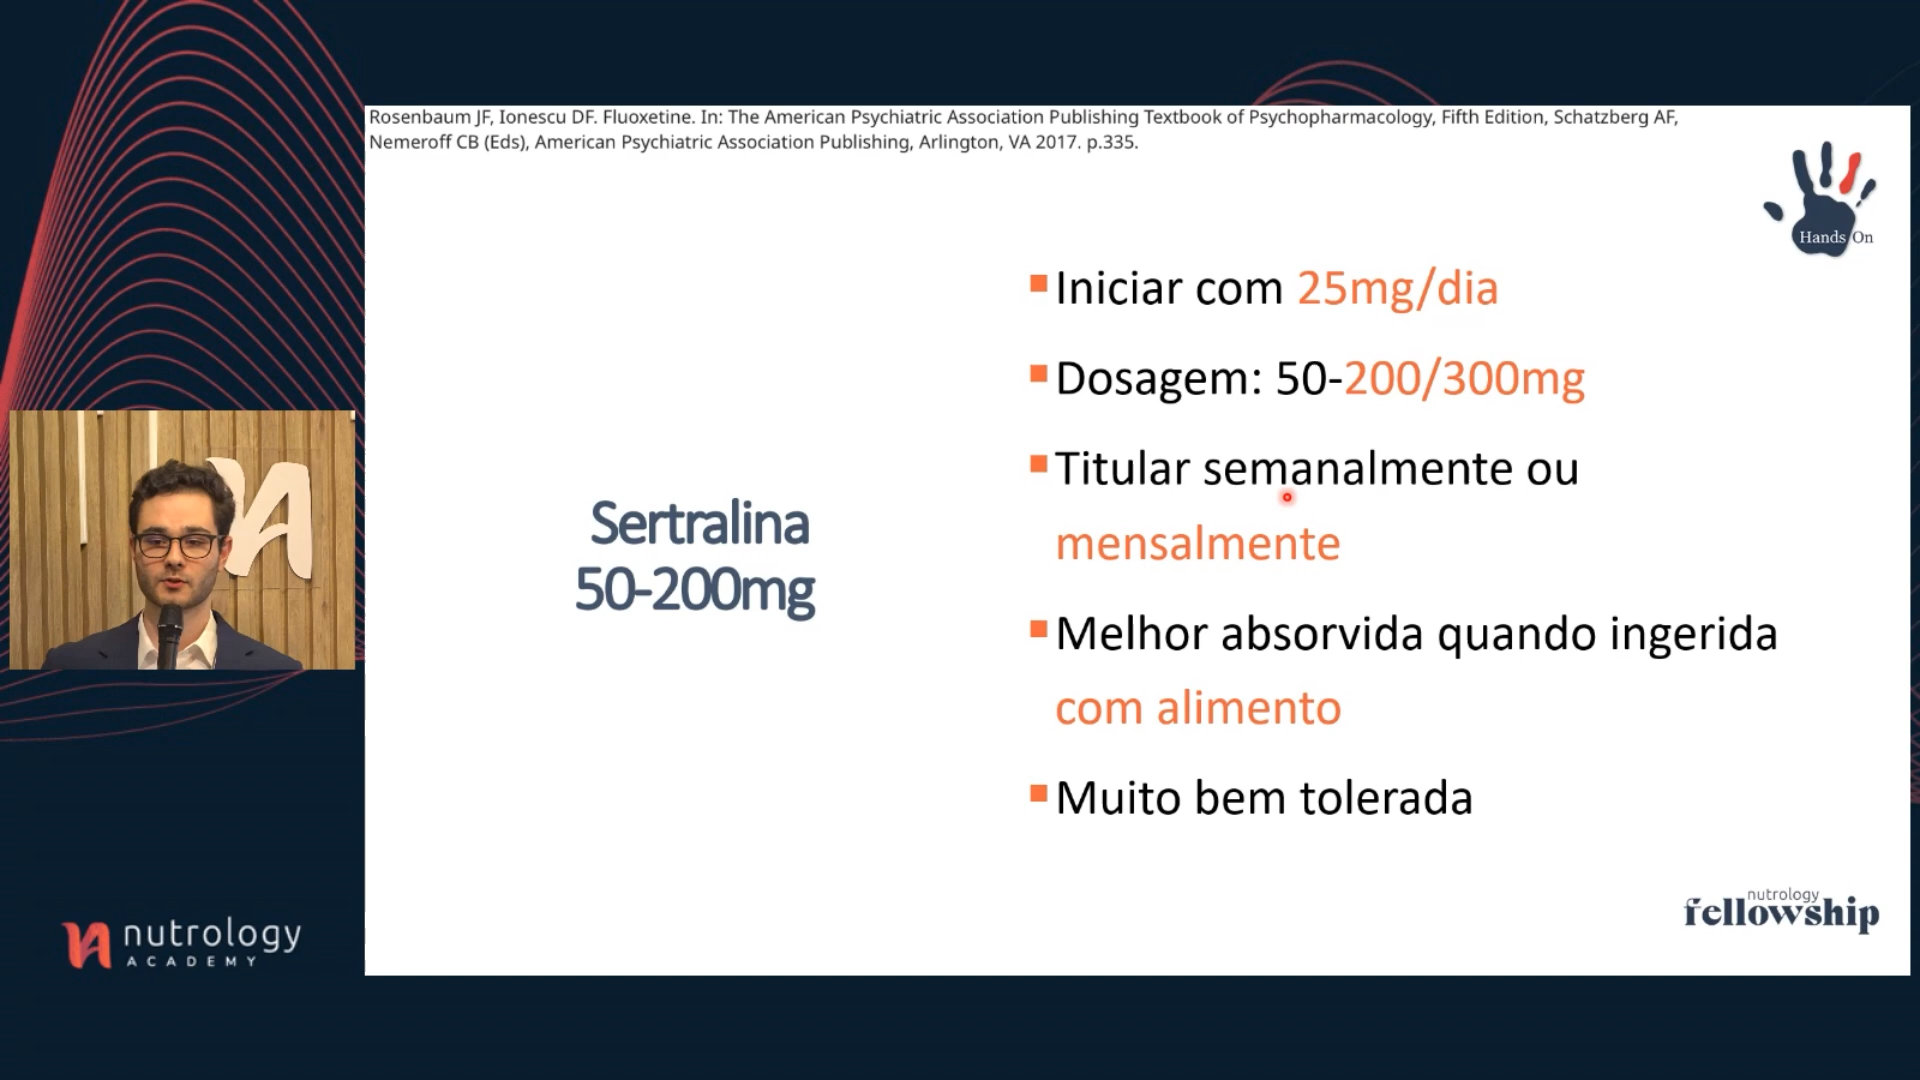 Rosenbaum JF, Ionescu DF. Fluoxetine. In: The American Psychiatric Association Publishing Textbook of Psychopharmacology, Fifth Edition, Schatzberg AF,
Nemeroff CB (Eds), American Psychiatric Association Publishing, Arlington, VA 2017. p.335.
Hands On
Sertralina
50-200mg
Iniciar com 25mg/dia
Dosagem: 50-200/300mg
Titular semanalmente ou
mensalmente
Melhor absorvida quando ingerida
com alimento
Muito bem tolerada
nutrology
fellowship
nutrology
ACADEMY